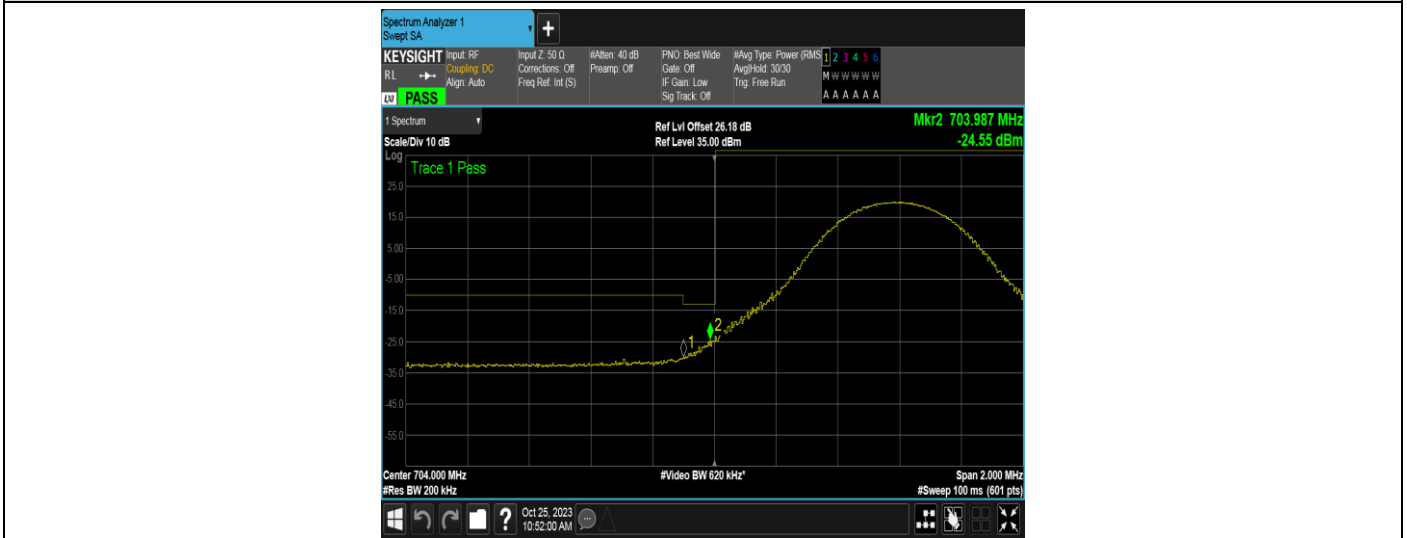 Spectrum Analyzer 1
Swept SA
+
KEYSIGHT Input: RF Input Z: 50 Ω #Atten: 40 dB PNO: Best Wide #Avg Type: Power (RMS 1 2 3 4 5 6
Coupling: DC Corrections: Off Preamp: Off Gate: Off Avg|Hold: 30/30
RL Align: Auto Freq Ref: Int (S) IF Gain: Low Trig: Free Run M W W W W W
LXI PASS Sig Track: Off A A A A A A
1 Spectrum Ref Lvl Offset 26.18 dB Mkr2 703.987 MHz
Scale/Div 10 dB Ref Level 35.00 dBm -24.55 dBm
Log
Trace 1 Pass
25.0
15.0
5.00
-5.00
-15.0
2
-25.0
1
-35.0
-45.0
-55.0
Center 704.000 MHz #Video BW 620 kHz* Span 2.000 MHz
#Res BW 200 kHz #Sweep 100 ms (601 pts)
? Oct 25, 2023
10:52:00 AM